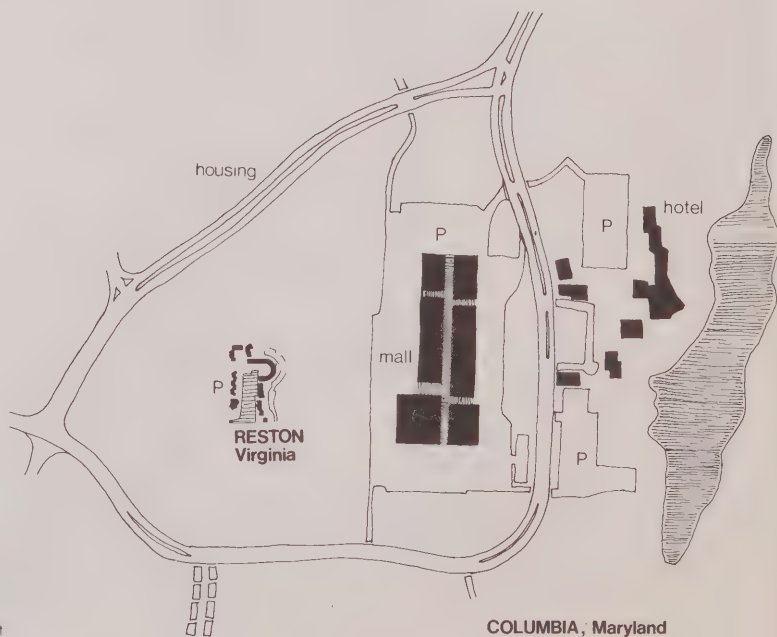 housing
P
hotel
P
mall
P
RESTON
Virginia
P
COLUMBIA, Maryland